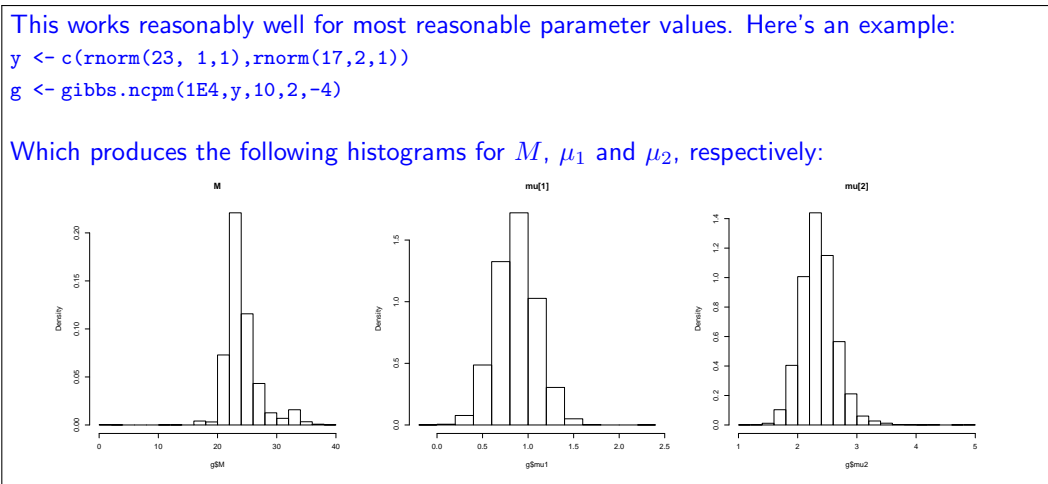 This works reasonably well for most reasonable parameter values. Here's an example:
y <- c(rnorm(23, 1,1),rnorm(17,2,1))
g <- gibbs.ncpm(1E4,y,10,2,-4)
Which produces the following histograms for M, μ1 and μ2, respectively:
M
Density
0.00 0.05 0.10 0.15 0.20
0 10 20 30 40
g$M
mu[1]
Density
0.0 0.5 1.0 1.5
0.0 0.5 1.0 1.5 2.0 2.5
g$mu1
mu[2]
Density
0.0 0.2 0.4 0.6 0.8 1.0 1.2 1.4
1 2 3 4 5
g$mu2